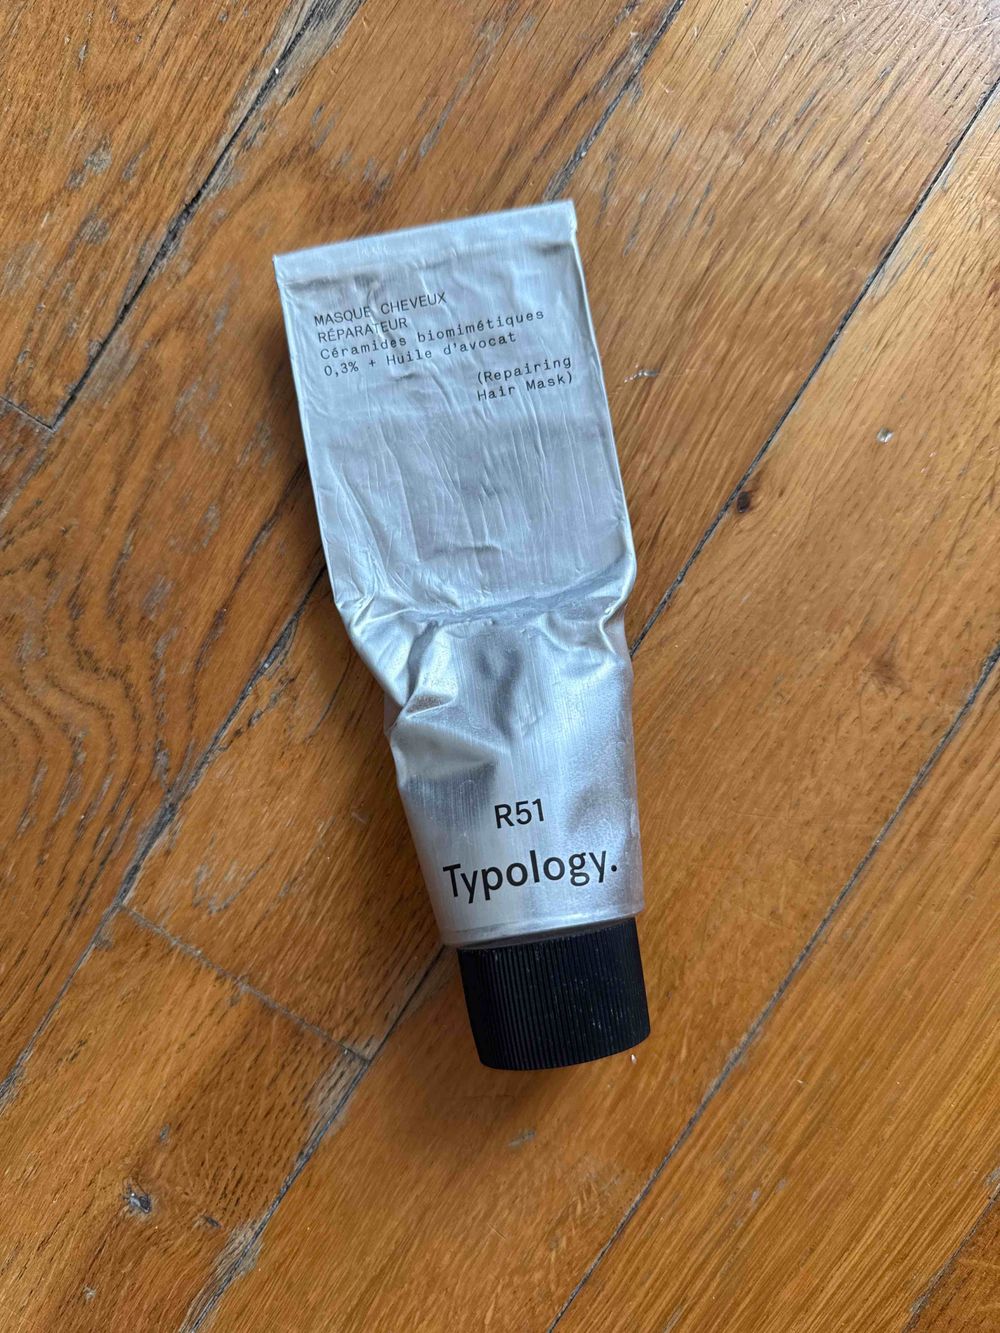 MASQUE CHEVEUX
RÉPARATEUR
Céramides biomimétiques
0,3% + Huile d'avocat
(Repairing
Hair Mask)
R51
Typology.